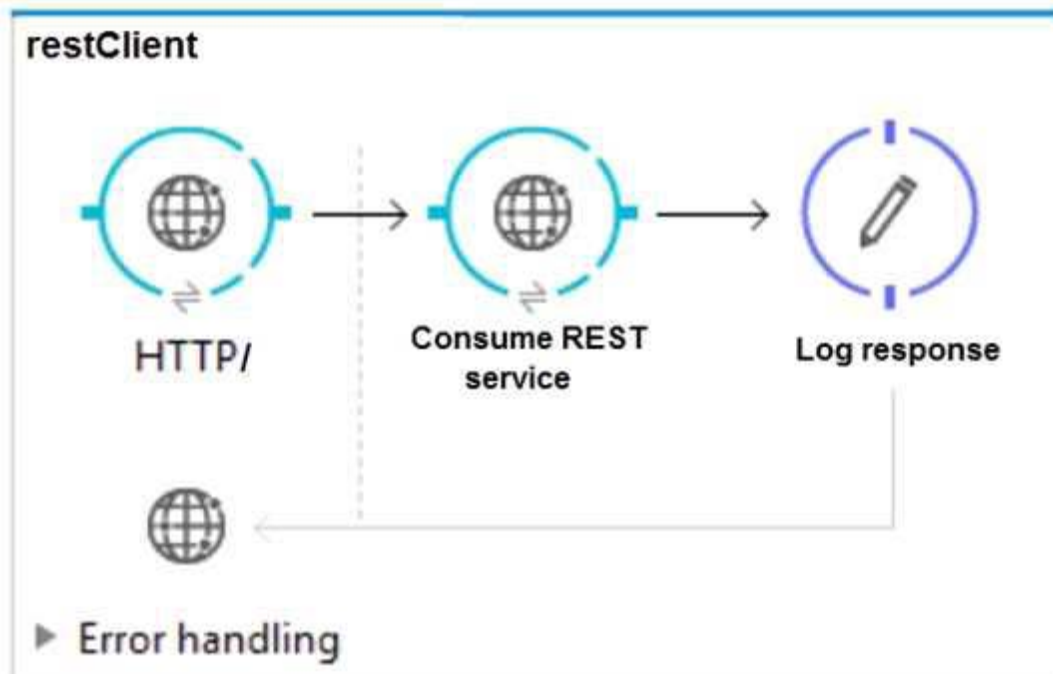 restClient
HTTP/
Consume REST
service
Log response
Error handling